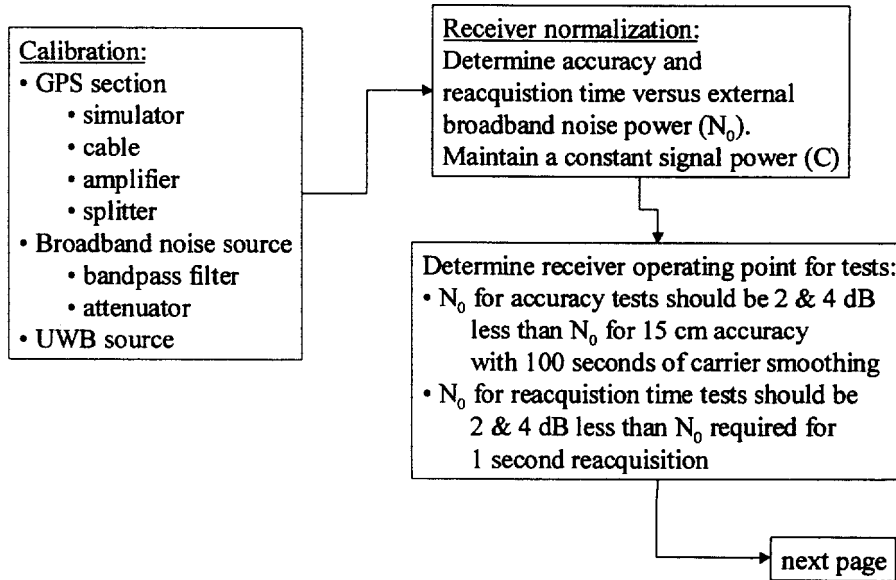 Calibration:
• GPS section
• simulator
• cable
• amplifier
• splitter
• Broadband noise source
• bandpass filter
• attenuator
• UWB source
Receiver normalization:
Determine accuracy and
reacquistion time versus external
broadband noise power (N₀).
Maintain a constant signal power (C)
Determine receiver operating point for tests:
• N₀ for accuracy tests should be 2 & 4 dB
less than N₀ for 15 cm accuracy
with 100 seconds of carrier smoothing
• N₀ for reacquistion time tests should be
2 & 4 dB less than N₀ required for
1 second reacquisition
next page